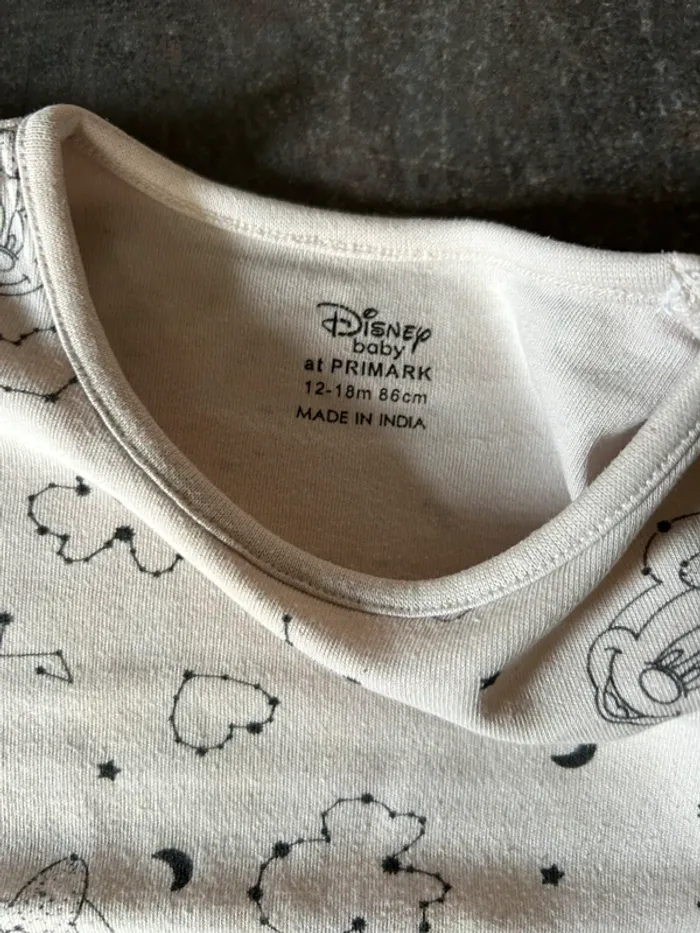 Disney
baby
at PRIMARK
12-18m 86cm
MADE IN INDIA